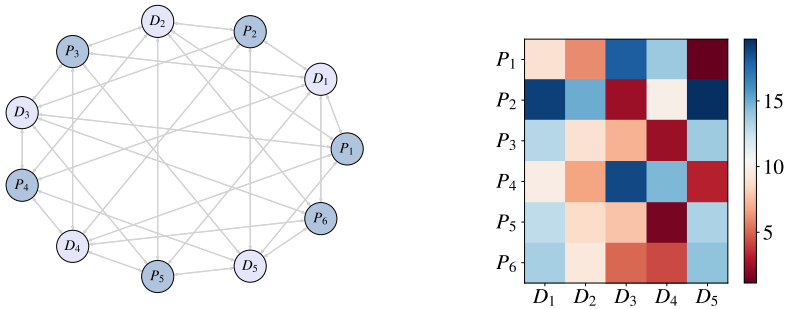 D₂
P₂
P₃
D₁
D₃
P₁
P₄
P₆
D₄
D₅
P₅
P₁
P₂
P₃
P₄
P₅
P₆
D₁ D₂ D₃ D₄ D₅
15
10
5